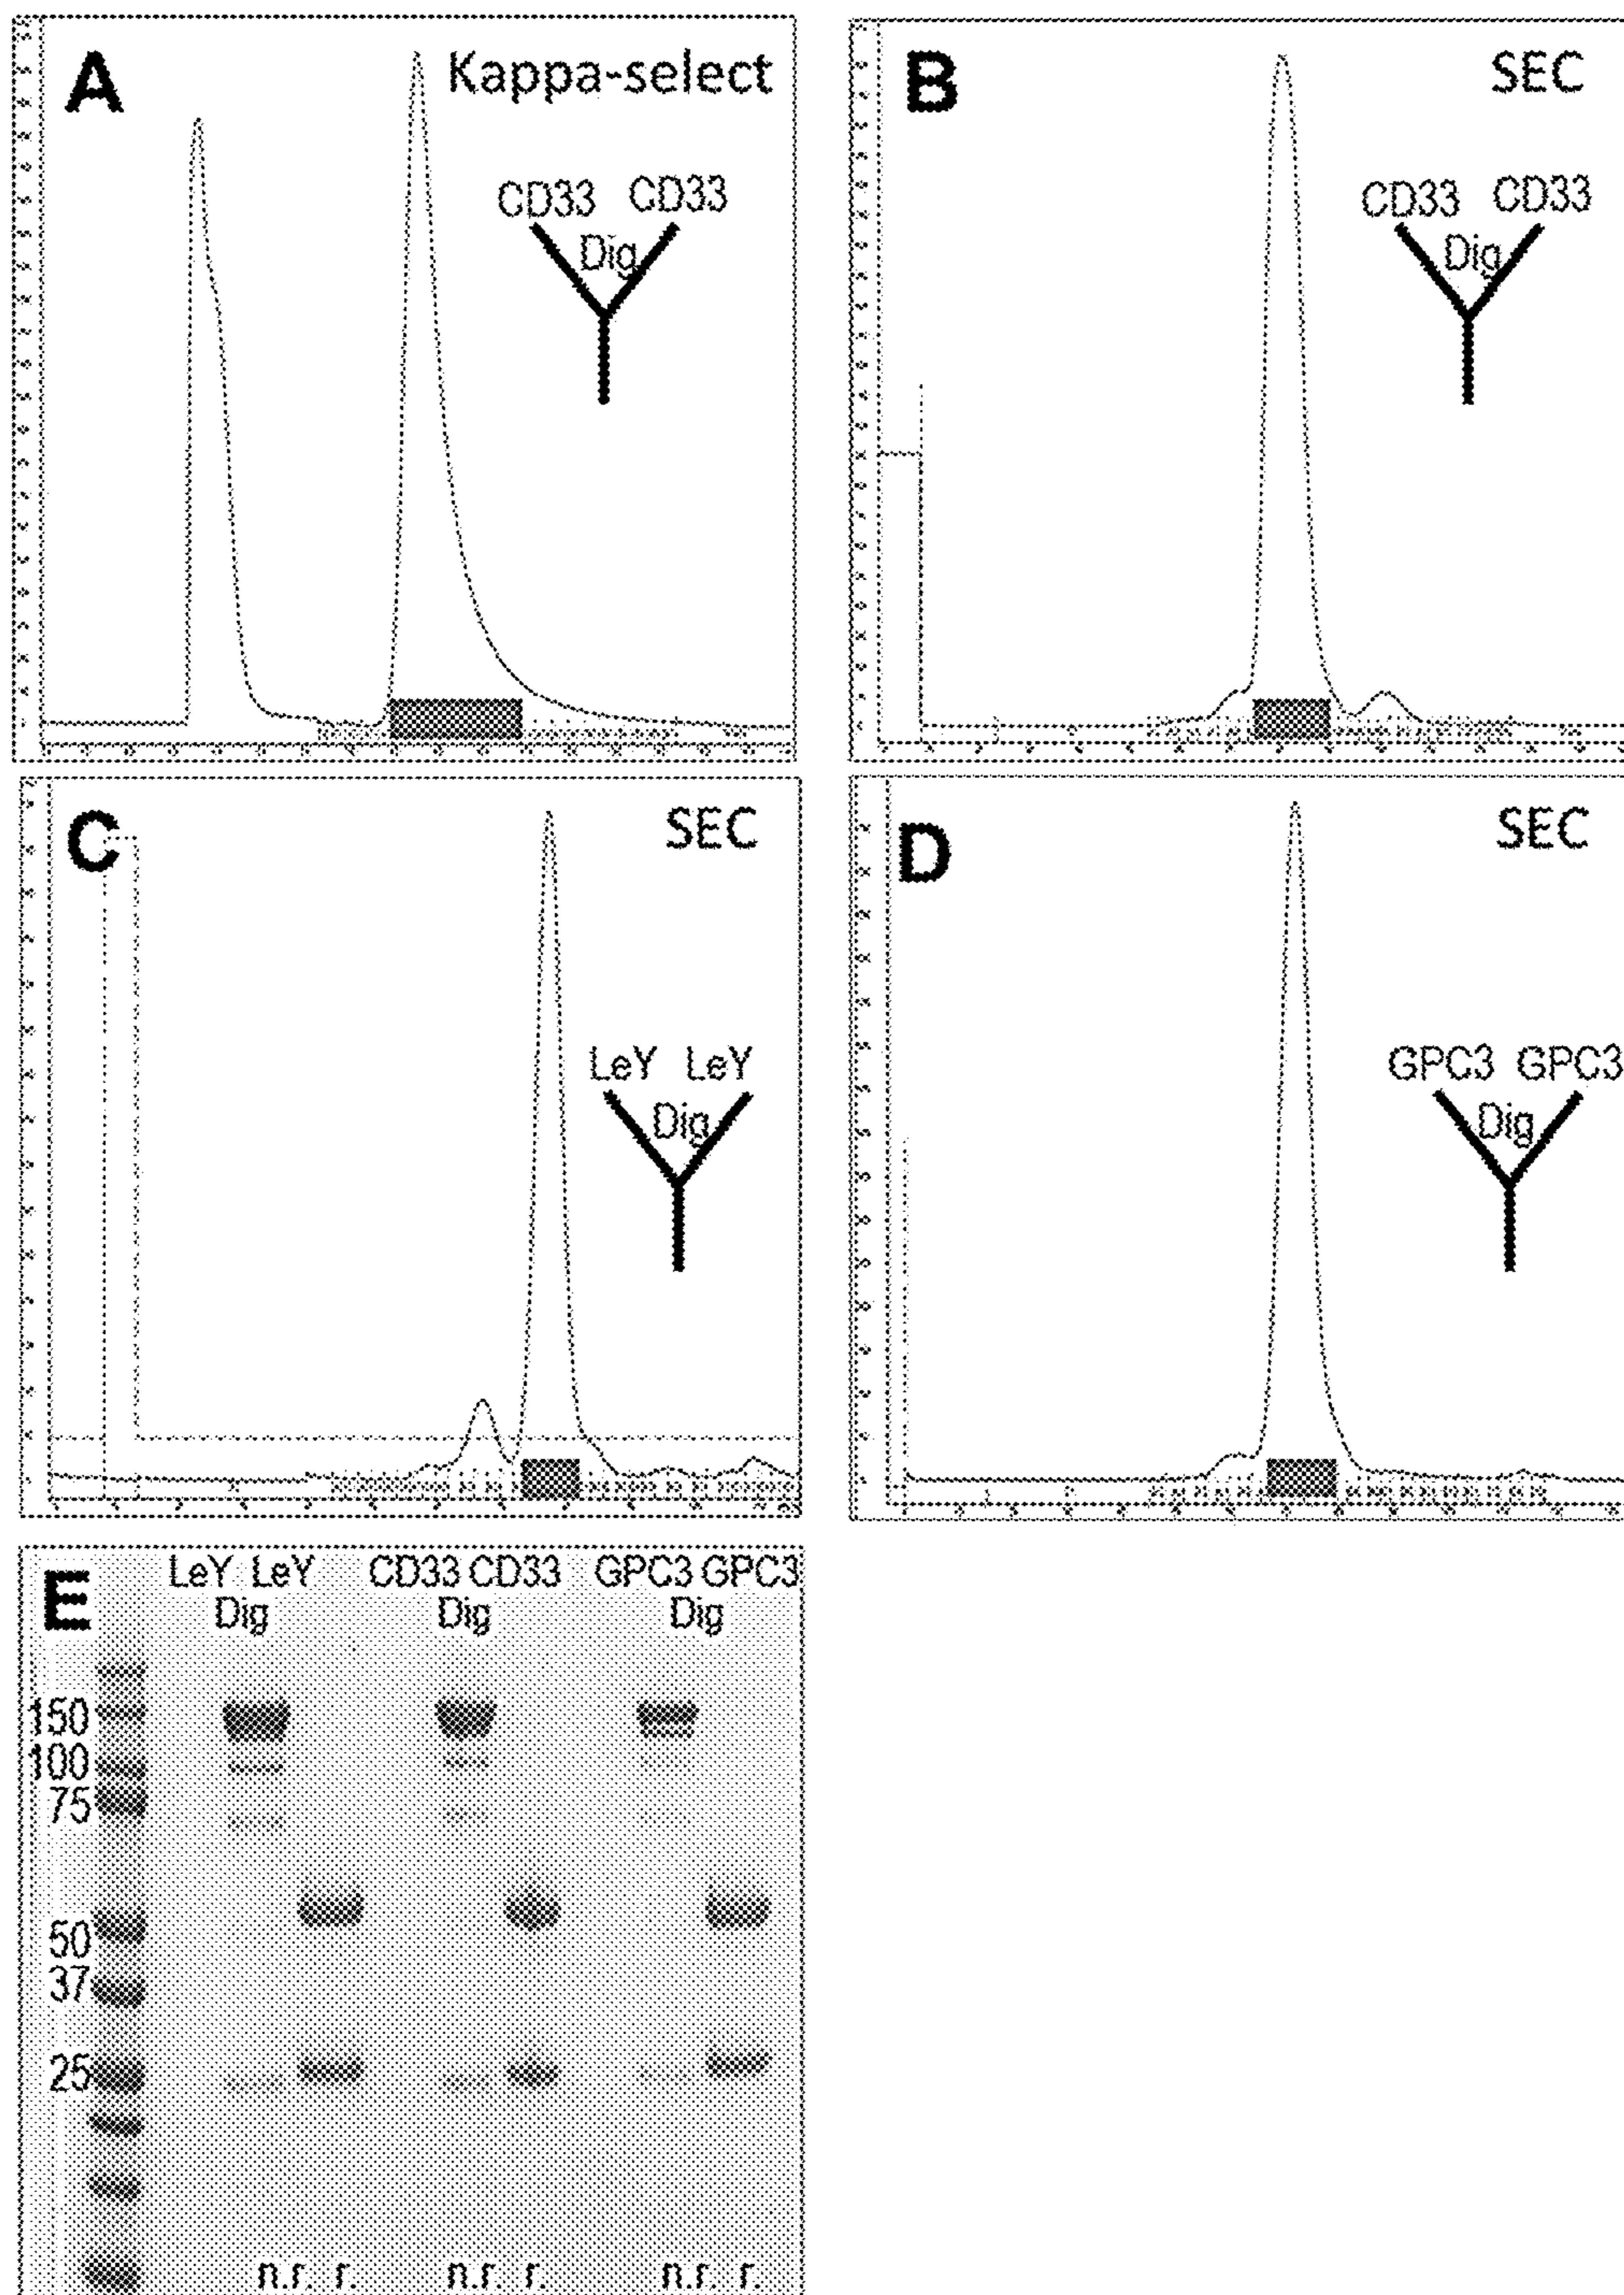 A Kappa-select
CD33 CD33
Dig
B SEC
CD33 CD33
Dig
C SEC
LeY LeY
Dig
D SEC
GPC3 GPC3
Dig
E LeY LeY CD33 CD33 GPC3 GPC3
Dig Dig Dig
150
100
75
50
37
25
n.r. r. n.r. r. n.r. r.